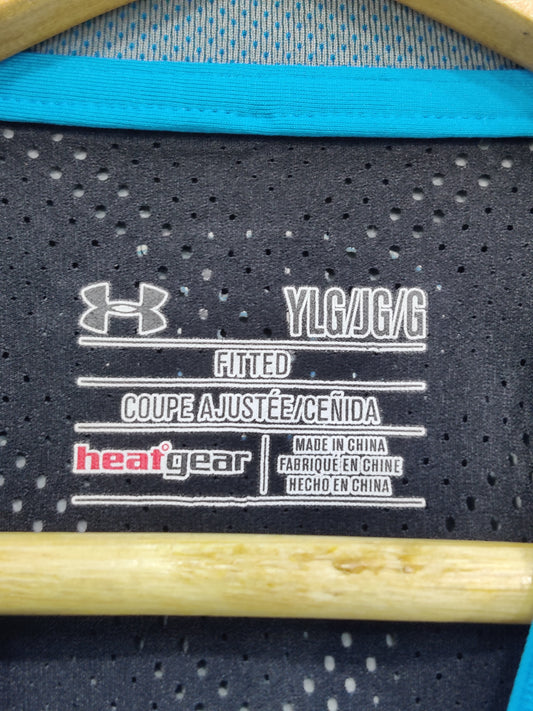 YLG/JG/G
FITTED
COUPE AJUSTÉE/CEÑIDA
heatgear
MADE IN CHINA
FABRIQUÉ EN CHINE
HECHO EN CHINA